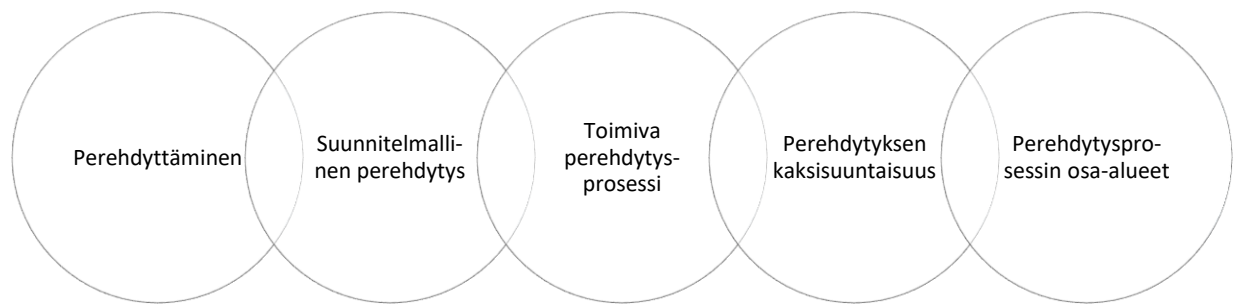 Perehdyttäminen
Suunnitelmalli-
nen perehdytys
Toimiva
perehdytys-
prosessi
Perehdytyksen
kaksisuuntaisuus
Perehdytyspro-
sessin osa-alueet